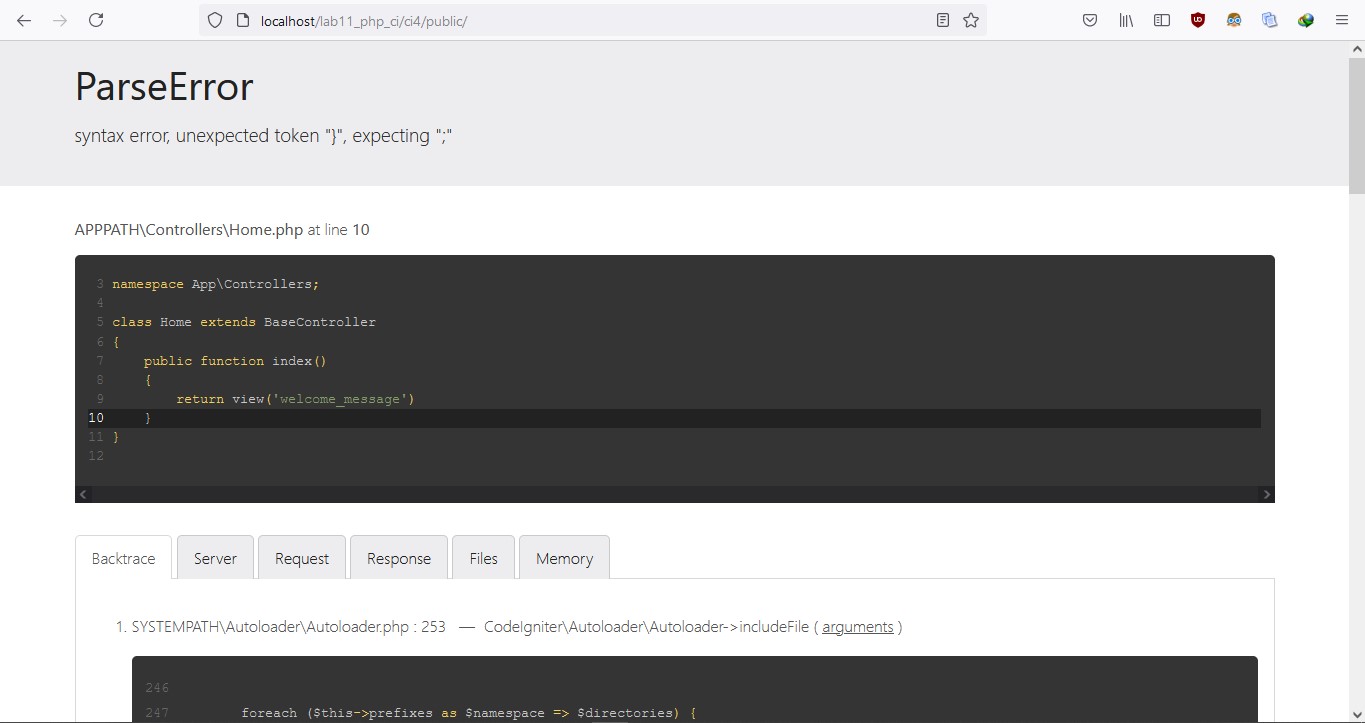 localhost/lab11_php_ci/ci4/public/
ParseError
syntax error, unexpected token "}", expecting ";"
APPPATH\Controllers\Home.php at line 10
3 namespace App\Controllers;
4
5 class Home extends BaseController
6 {
7     public function index()
8     {
9         return view('welcome_message')
10     }
11 }
12
Backtrace Server Request Response Files Memory
1. SYSTEMPATH\Autoloader\Autoloader.php : 253 — CodeIgniter\Autoloader\Autoloader->includeFile ( arguments )
246
247         foreach ($this->prefixes as $namespace => $directories) {